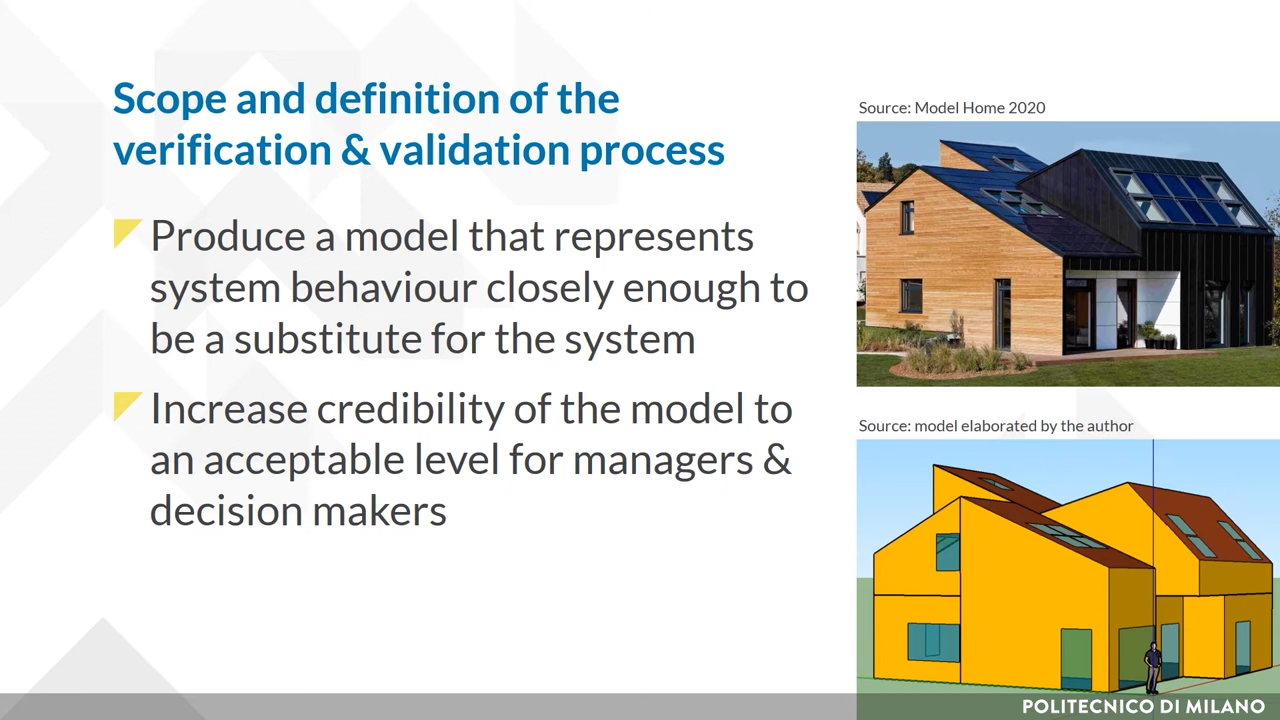 Scope and definition of the
verification & validation process
Produce a model that represents
system behaviour closely enough to
be a substitute for the system
Increase credibility of the model to
an acceptable level for managers &
decision makers
Source: Model Home 2020
Source: model elaborated by the author
POLITECNICO DI MILANO